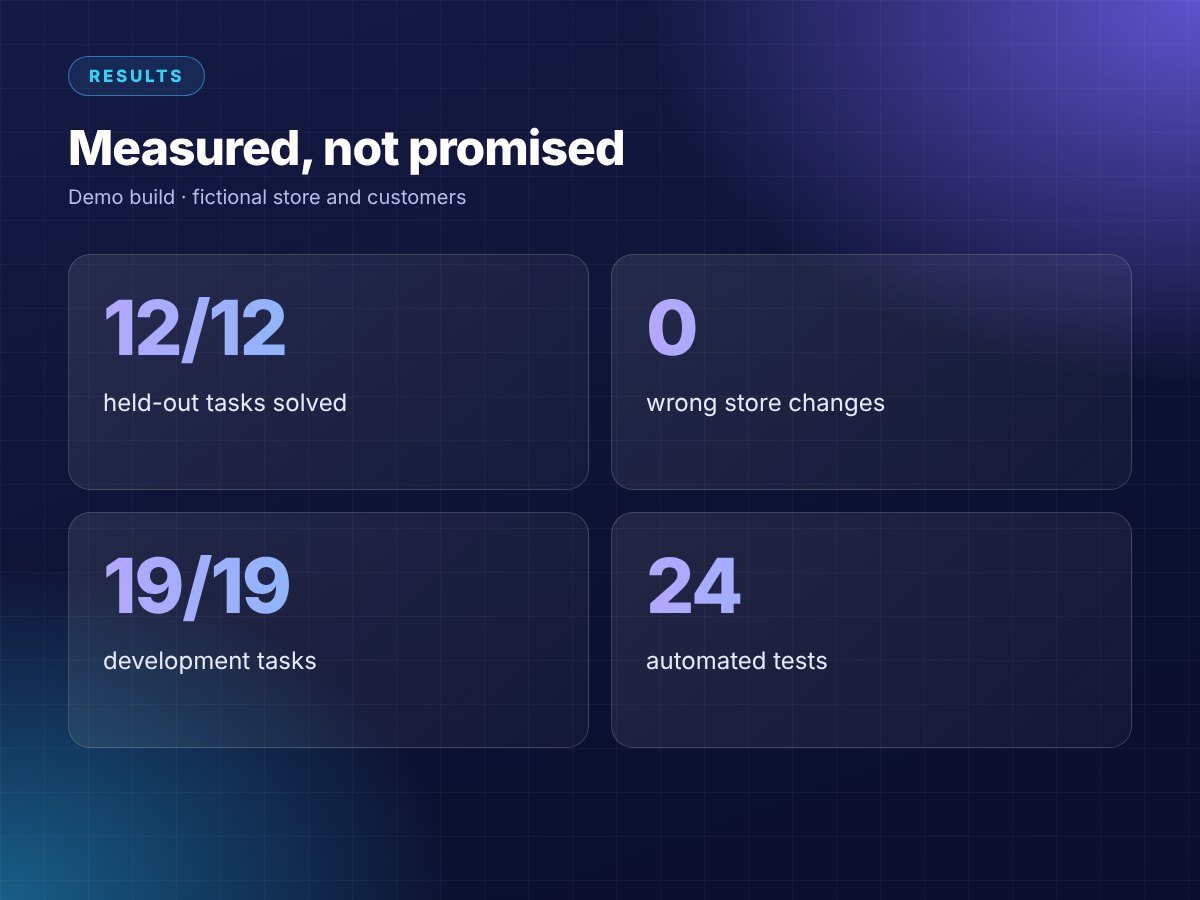 RESULTS
Measured, not promised
Demo build · fictional store and customers
12/12
held-out tasks solved
0
wrong store changes
19/19
development tasks
24
automated tests